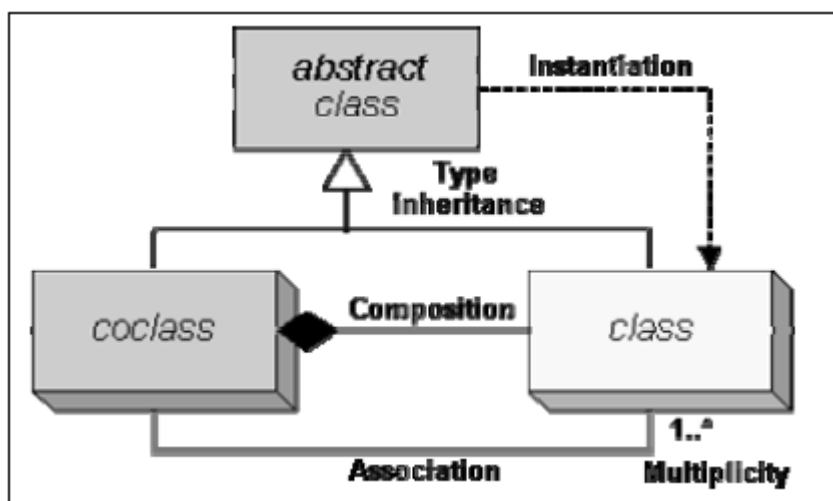 abstract
class
Instantiation
Type
Inheritance
coclass
Composition
class
1..*
Association
Multiplicity